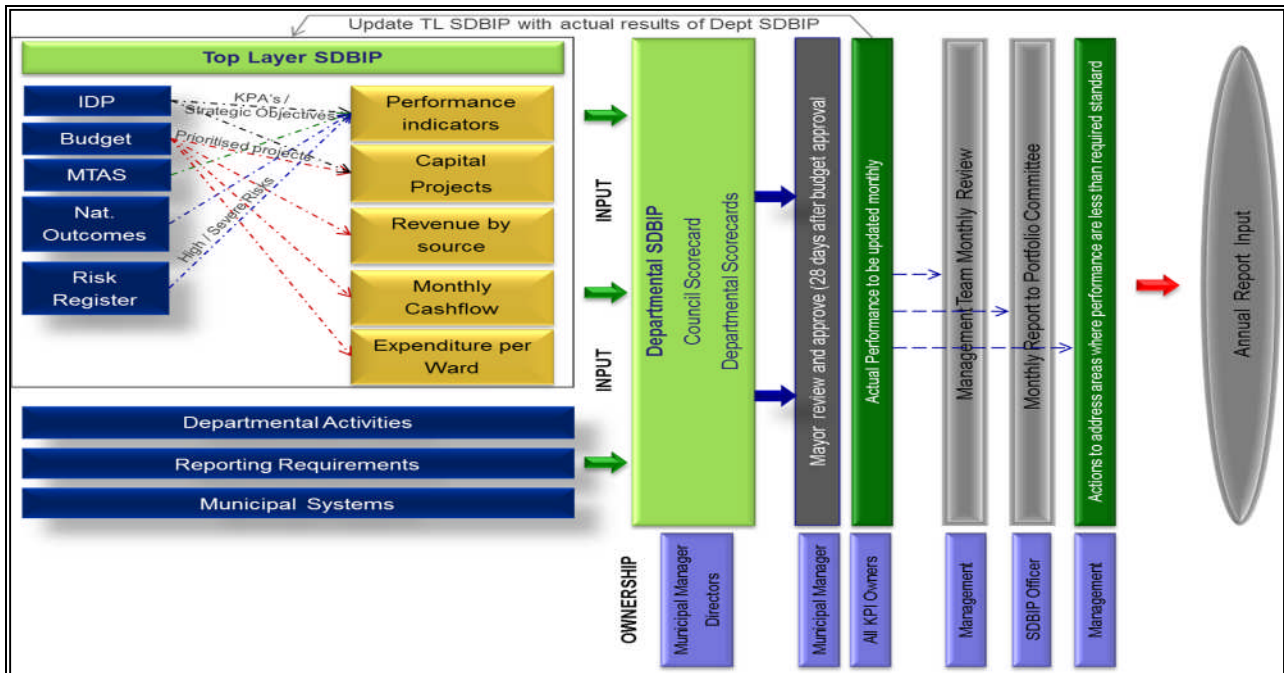 Update TL SDBIP with actual results of Dept SDBIP
Top Layer SDBIP
IDP
Budget
MTAS
Nat.
Outcomes
Risk
Register
KPA's /
Strategic Objectives
Prioritised projects
High / Severe Risks
Performance
indicators
Capital
Projects
Revenue by
source
Monthly
Cashflow
Expenditure per
Ward
Departmental Activities
Reporting Requirements
Municipal Systems
INPUT
INPUT
Departmental SDBIP
Council Scorecard
Departmental Scorecards
Mayor review and approve (28 days after budget approval
Actual Performance to be updated monthly
Management Team Monthly Review
Monthly Report to Portfolio Committee
Actions to address areas where performance are less than required standard
Annual Report Input
OWNERSHIP
Municipal Manager
Directors
Municipal Manager
All KPI Owners
Management
SDBIP Officer
Management